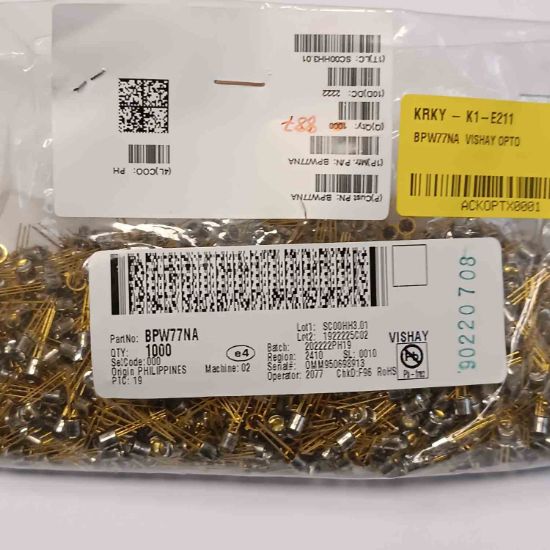 (1T)LC: SC00HH3.01
(10D)DC: 2222
(Q)Qty: 1000
887
(1P)Mfr. P/N: BPW77NA
(P)Cust PN: BPW77NA
(4L)COO: PH
KRKY - K1-E211
BPW77NA VISHAY OPTO
ACKOPTX0001
PartNo: BPW77NA
QTY: 1000
SelCode: 000
Origin PHILIPPINES
PTC: 19
e4
Machine: 02
Lot1: SC00HH3.01
Lot2: 1922225C02
Batch: 202222PH19
Region: 2410 SL: 0010
Serial#: OMM950698913
Operator: 2077 ChkD:F96 RoHS
VISHAY
Pb-free
90220708